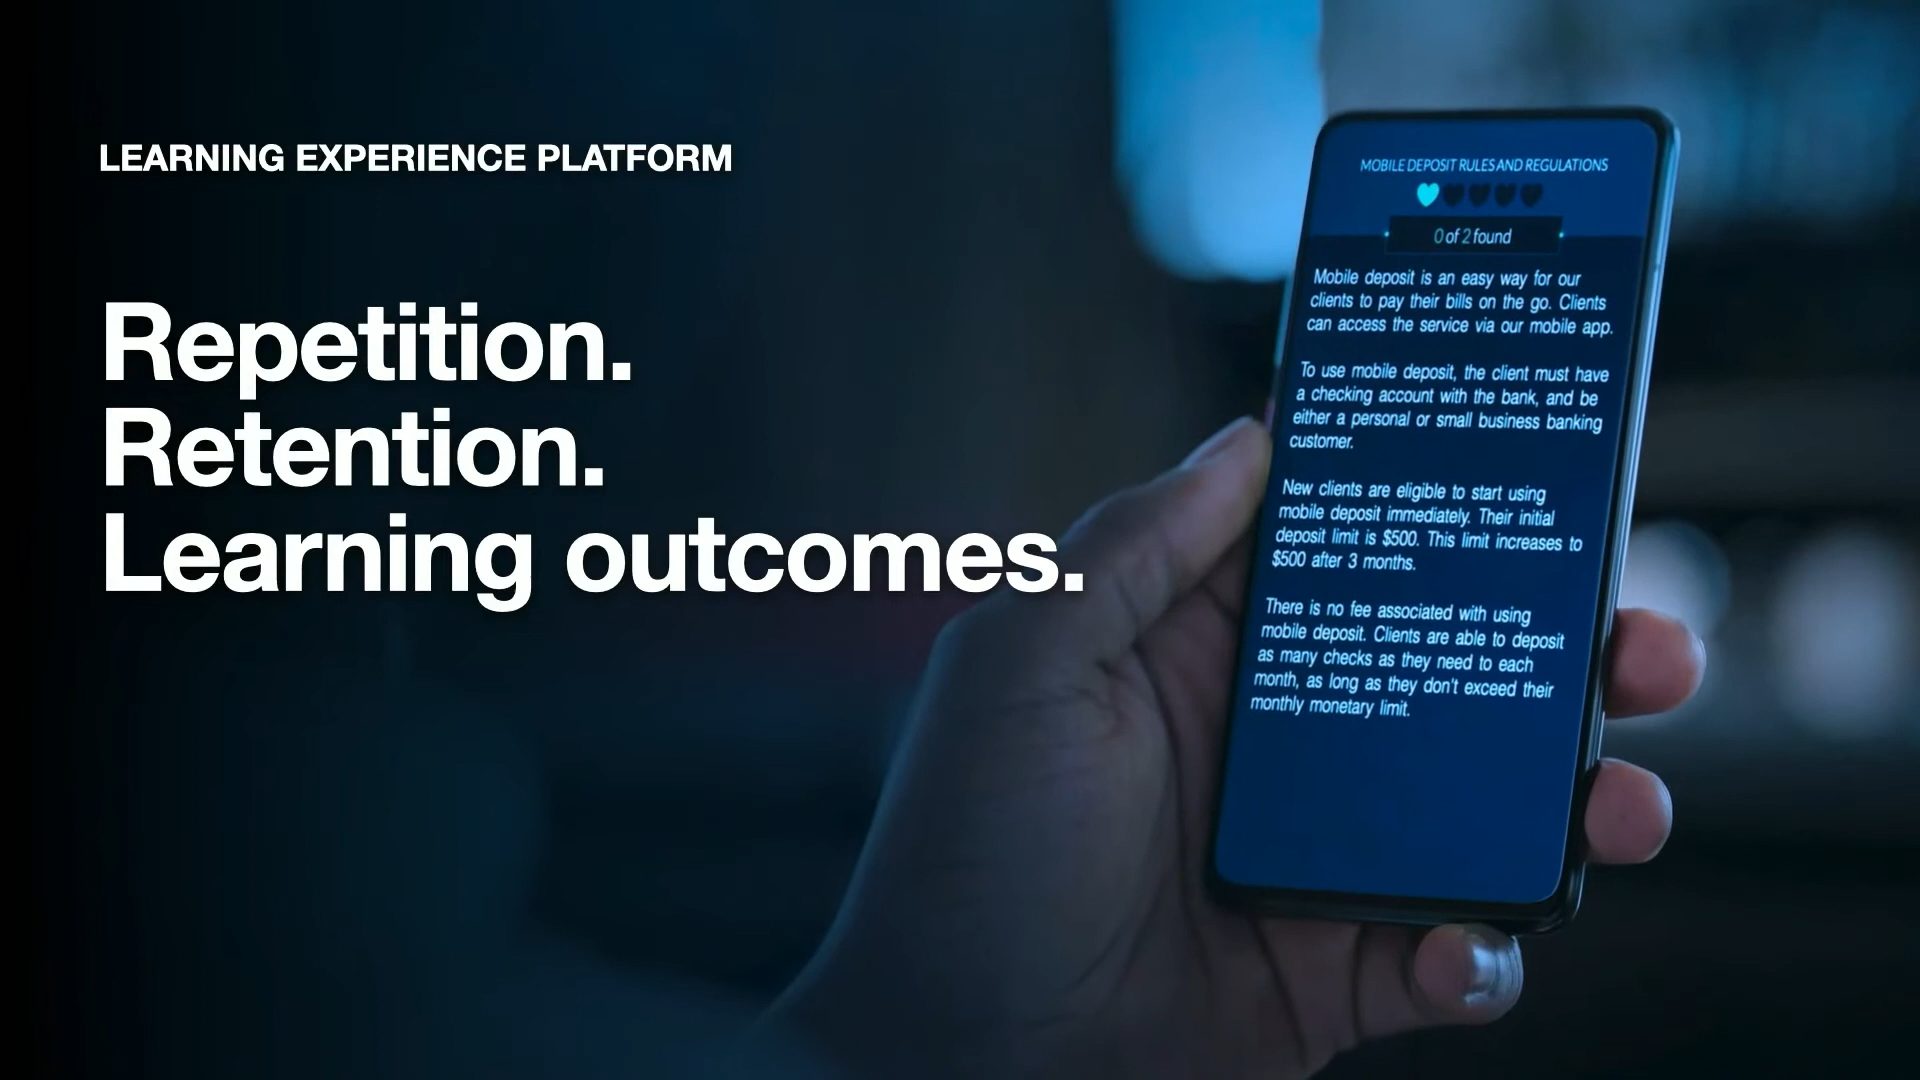 LEARNING EXPERIENCE PLATFORM
Repetition.
Retention.
Learning outcomes.
MOBILE DEPOSIT RULES AND REGULATIONS
0 of 2 found
Mobile deposit is an easy way for our
clients to pay their bills on the go. Clients
can access the service via our mobile app.
To use mobile deposit, the client must have
a checking account with the bank, and be
either a personal or small business banking
customer.
New clients are eligible to start using
mobile deposit immediately. Their initial
deposit limit is $500. This limit increases to
$500 after 3 months.
There is no fee associated with using
mobile deposit. Clients are able to deposit
as many checks as they need to each
month, as long as they don't exceed their
monthly monetary limit.